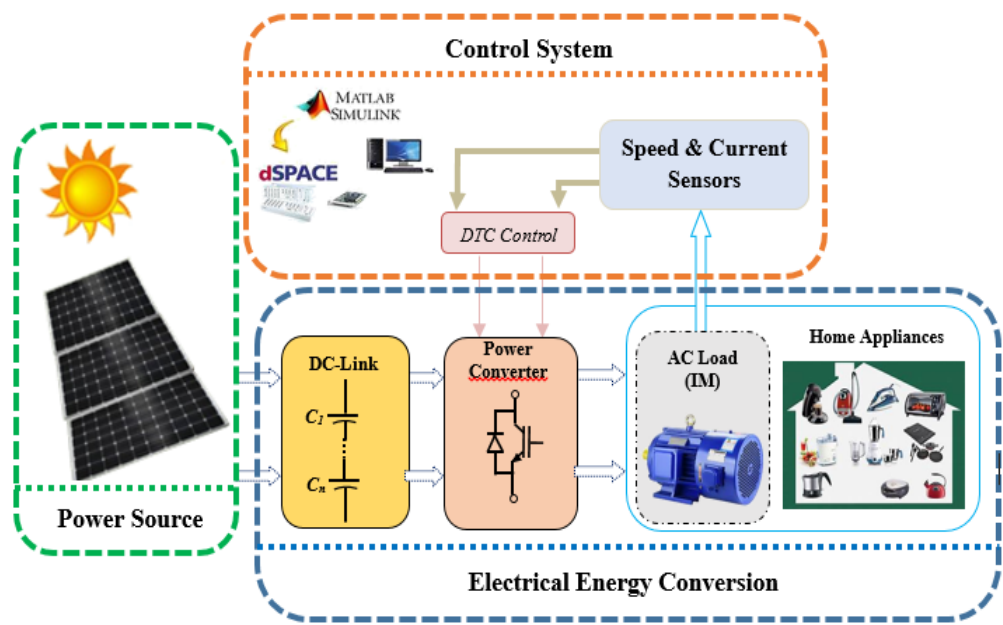 Control System
MATLAB
SIMULINK
dSPACE
Speed & Current
Sensors
DTC Control
Power Source
DC-Link
C1
Cn
Power
Converter
AC Load
(IM)
Home Appliances
Electrical Energy Conversion